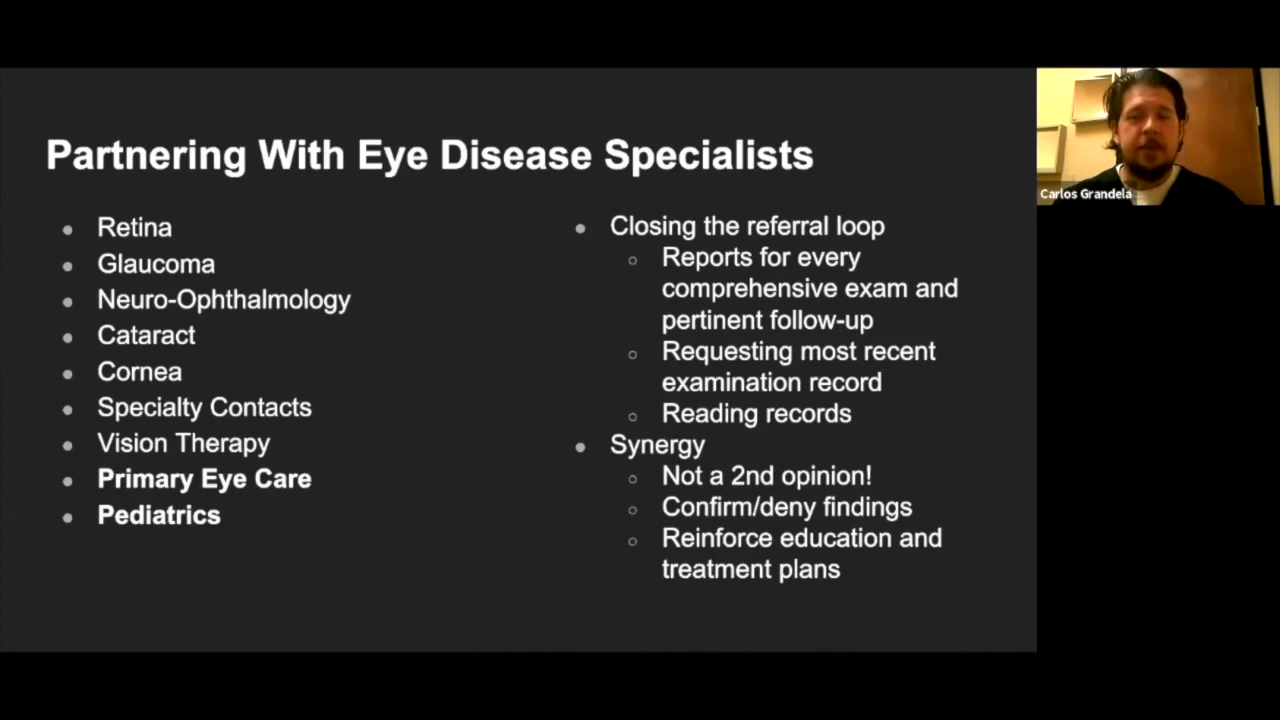 Partnering With Eye Disease Specialists
Retina
Glaucoma
Neuro-Ophthalmology
Cataract
Cornea
Specialty Contacts
Vision Therapy
Primary Eye Care
Pediatrics
Closing the referral loop
Reports for every
comprehensive exam and
pertinent follow-up
Requesting most recent
examination record
Reading records
Synergy
Not a 2nd opinion!
Confirm/deny findings
Reinforce education and
treatment plans
Carlos Grandela